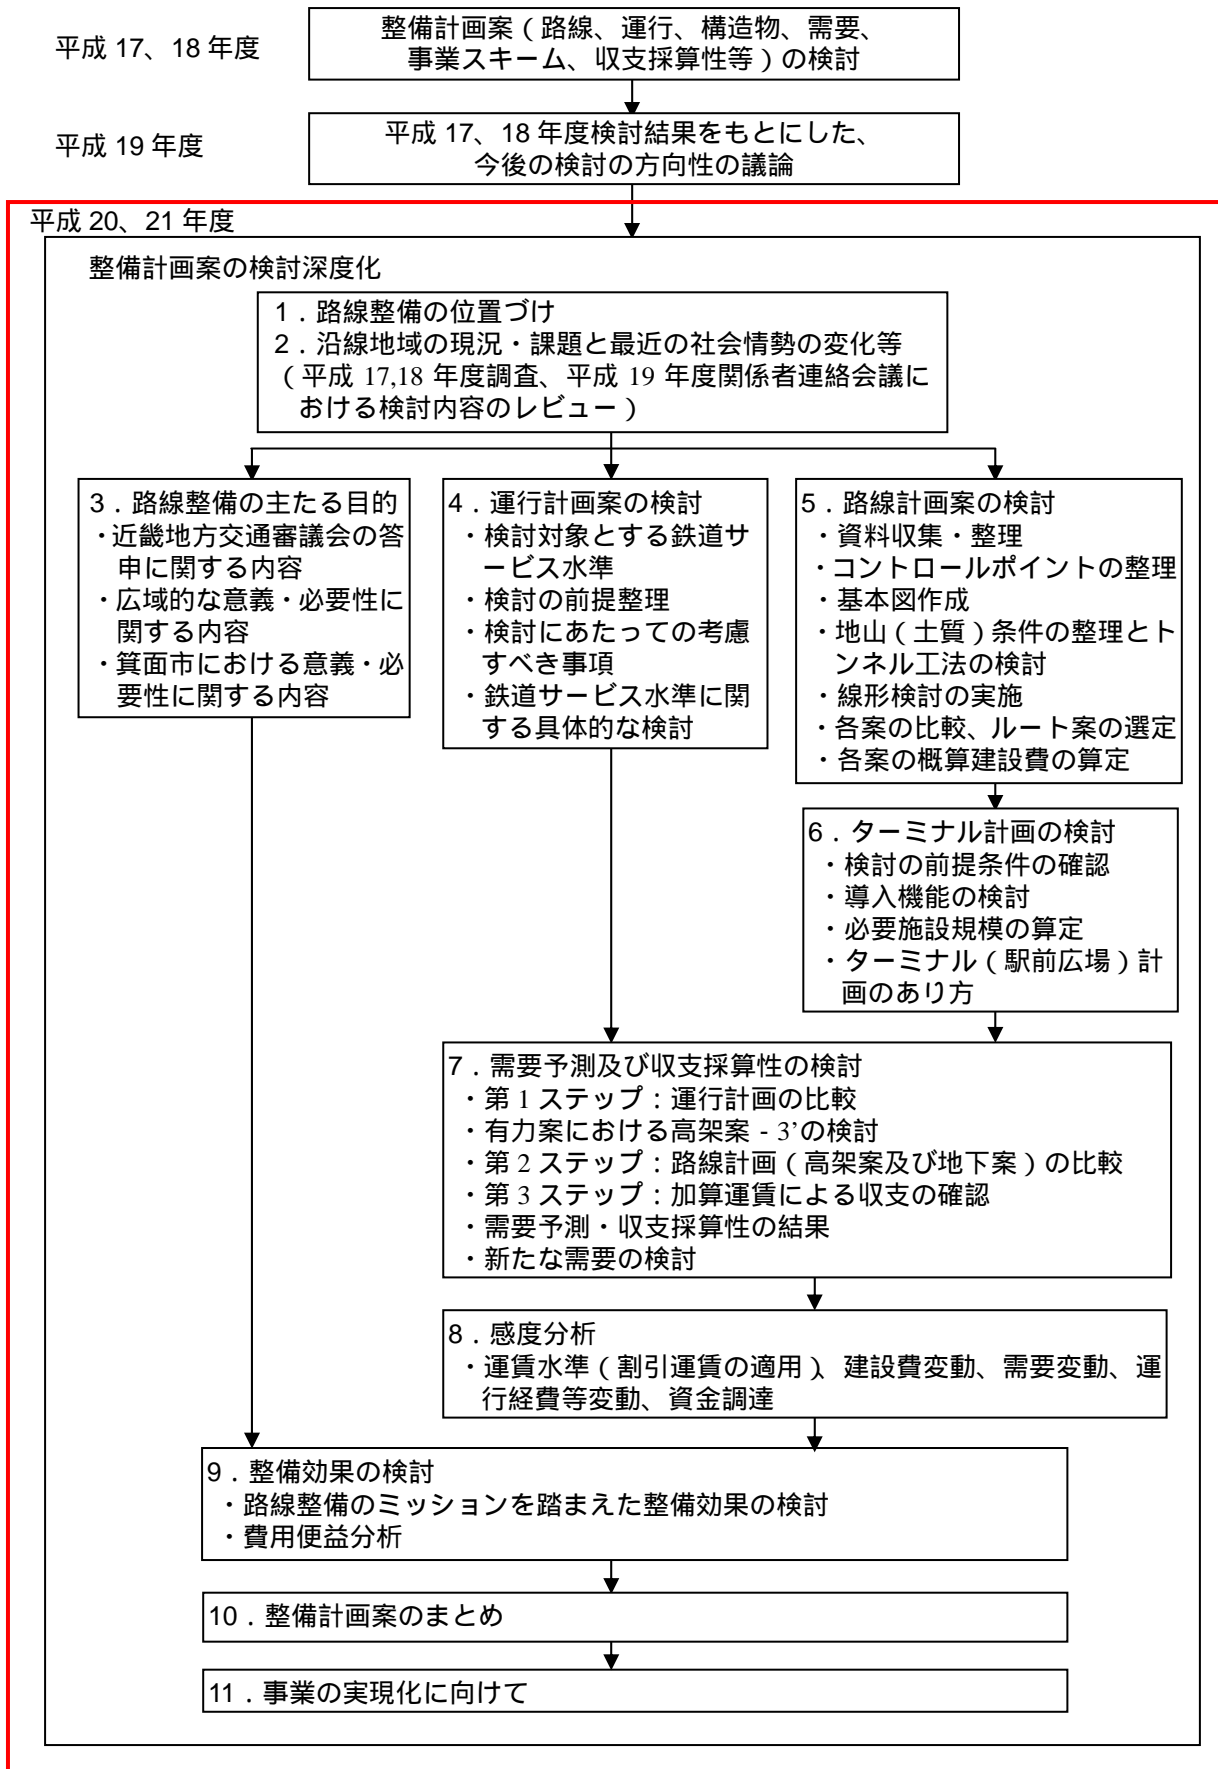 平成 17、18 年度
整備計画案（路線、運行、構造物、需要、
事業スキーム、収支採算性等）の検討
平成 19 年度
平成 17、18 年度検討結果をもとにした、
今後の検討の方向性の議論
平成 20、21 年度
整備計画案の検討深度化
1．路線整備の位置づけ
2．沿線地域の現況・課題と最近の社会情勢の変化等
（平成 17,18 年度調査、平成 19 年度関係者連絡会議に
おける検討内容のレビュー）
3．路線整備の主たる目的
・近畿地方交通審議会の答
申に関する内容
・広域的な意義・必要性に
関する内容
・箕面市における意義・必
要性に関する内容
4．運行計画案の検討
・検討対象とする鉄道サ
ービス水準
・検討の前提整理
・検討にあたっての考慮
すべき事項
・鉄道サービス水準に関
する具体的な検討
5．路線計画案の検討
・資料収集・整理
・コントロールポイントの整理
・基本図作成
・地山（土質）条件の整理とト
ンネル工法の検討
・線形検討の実施
・各案の比較、ルート案の選定
・各案の概算建設費の算定
6．ターミナル計画の検討
・検討の前提条件の確認
・導入機能の検討
・必要施設規模の算定
・ターミナル（駅前広場）計
画のあり方
7．需要予測及び収支採算性の検討
・第 1 ステップ：運行計画の比較
・有力案における高架案 - 3’の検討
・第 2 ステップ：路線計画（高架案及び地下案）の比較
・第 3 ステップ：加算運賃による収支の確認
・需要予測・収支採算性の結果
・新たな需要の検討
8．感度分析
・運賃水準（割引運賃の適用）、建設費変動、需要変動、運
行経費等変動、資金調達
9．整備効果の検討
・路線整備のミッションを踏まえた整備効果の検討
・費用便益分析
10．整備計画案のまとめ
11．事業の実現化に向けて